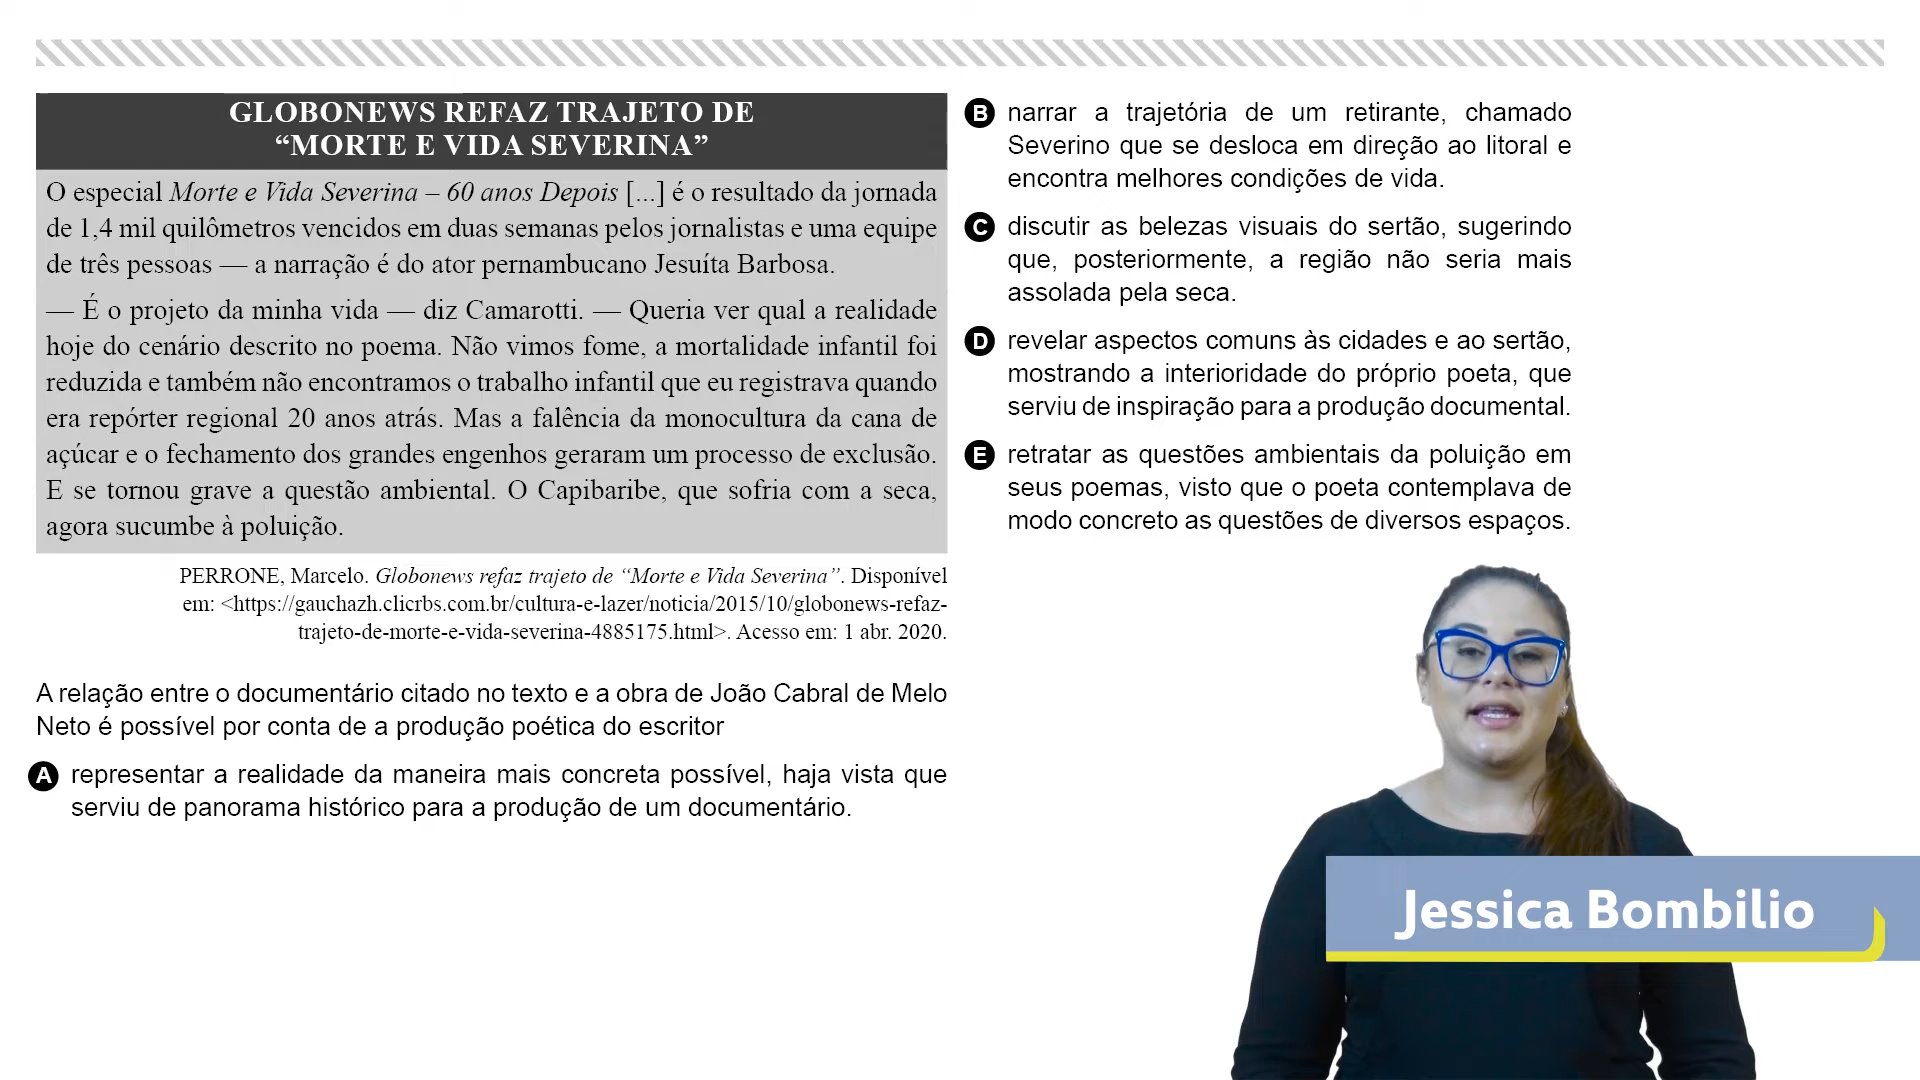 GLOBONEWS REFAZ TRAJETO DE
“MORTE E VIDA SEVERINA”
O especial Morte e Vida Severina – 60 anos Depois [...] é o resultado da jornada
de 1,4 mil quilômetros vencidos em duas semanas pelos jornalistas e uma equipe
de três pessoas — a narração é do ator pernambucano Jesuíta Barbosa.
— É o projeto da minha vida — diz Camarotti. — Queria ver qual a realidade
hoje do cenário descrito no poema. Não vimos fome, a mortalidade infantil foi
reduzida e também não encontramos o trabalho infantil que eu registrava quando
era repórter regional 20 anos atrás. Mas a falência da monocultura da cana de
açúcar e o fechamento dos grandes engenhos geraram um processo de exclusão.
E se tornou grave a questão ambiental. O Capibaribe, que sofria com a seca,
agora sucumbe à poluição.
PERRONE, Marcelo. Globonews refaz trajeto de “Morte e Vida Severina”. Disponível
em: <https://gauchazh.clicrbs.com.br/cultura-e-lazer/noticia/2015/10/globonews-refaz-
trajeto-de-morte-e-vida-severina-4885175.html>. Acesso em: 1 abr. 2020.
A relação entre o documentário citado no texto e a obra de João Cabral de Melo
Neto é possível por conta de a produção poética do escritor
A representar a realidade da maneira mais concreta possível, haja vista que
serviu de panorama histórico para a produção de um documentário.
B narrar a trajetória de um retirante, chamado
Severino que se desloca em direção ao litoral e
encontra melhores condições de vida.
C discutir as belezas visuais do sertão, sugerindo
que, posteriormente, a região não seria mais
assolada pela seca.
D revelar aspectos comuns às cidades e ao sertão,
mostrando a interioridade do próprio poeta, que
serviu de inspiração para a produção documental.
E retratar as questões ambientais da poluição em
seus poemas, visto que o poeta contemplava de
modo concreto as questões de diversos espaços.
Jessica Bombilio